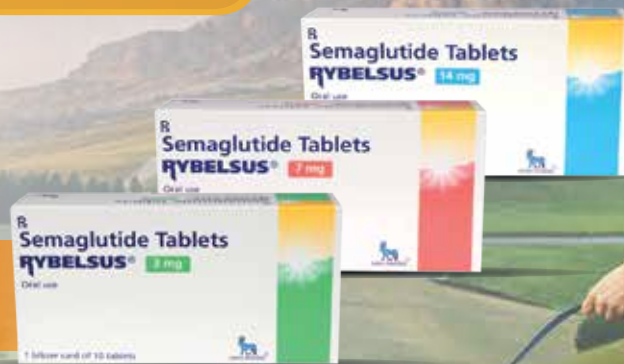 ℞
Semaglutide Tablets
RYBELSUS® 14 mg
Oral use
℞
Semaglutide Tablets
RYBELSUS® 7 mg
Oral use
℞
Semaglutide Tablets
RYBELSUS® 3 mg
Oral use
1 blister card of 10 tablets